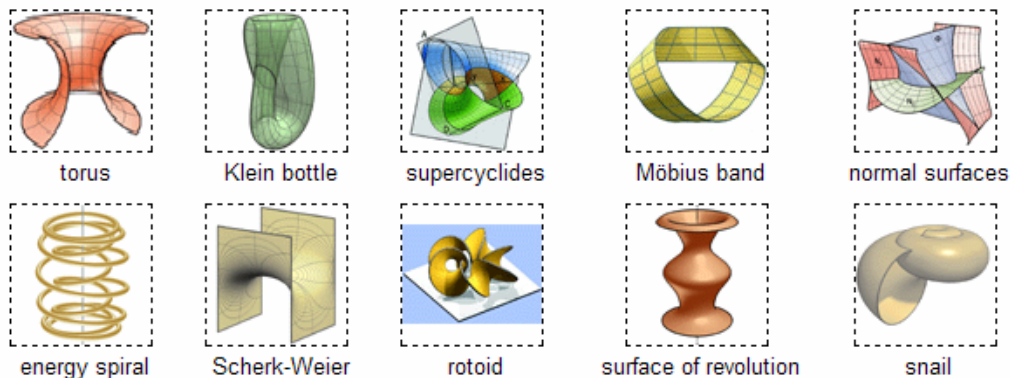 torus Klein bottle supercyclides Möbius band normal surfaces
energy spiral Scherk-Weier rotoid surface of revolution snail